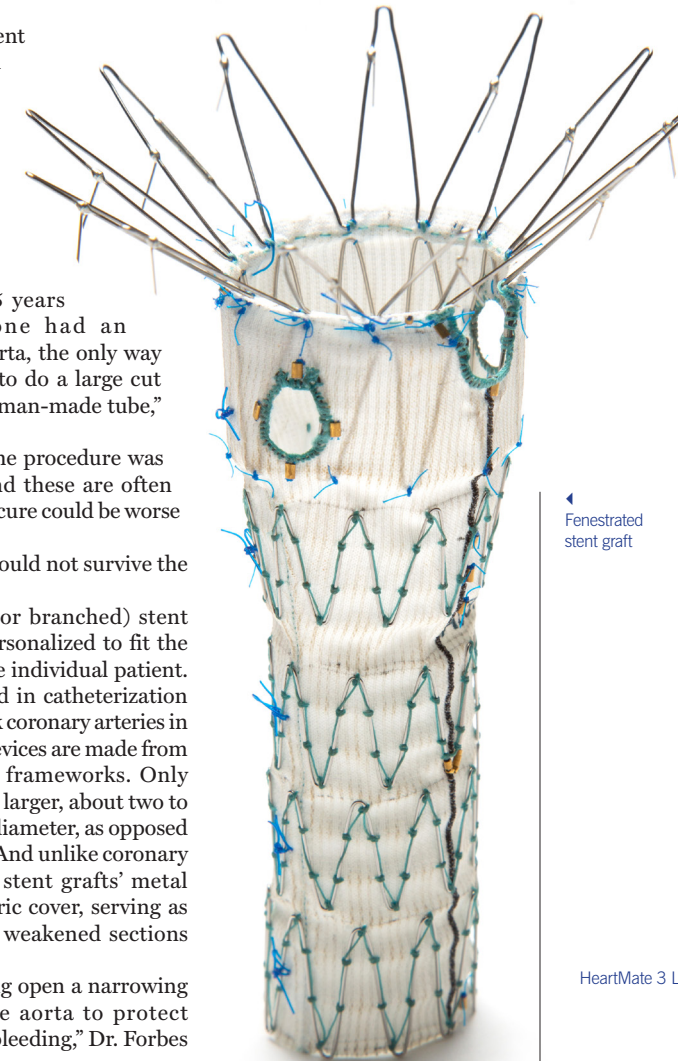 ent
5 years
one had an
rta, the only way
to do a large cut
man-made tube,”
he procedure was
nd these are often
cure could be worse
ould not survive the
or branched) stent
rsonalized to fit the
e individual patient.
d in catheterization
k coronary arteries in
evices are made from
frameworks. Only
larger, about two to
diameter, as opposed
And unlike coronary
stent grafts’ metal
ric cover, serving as
weakened sections
ng open a narrowing
e aorta to protect
bleeding,” Dr. Forbes
Fenestrated
stent graft
HeartMate 3 L